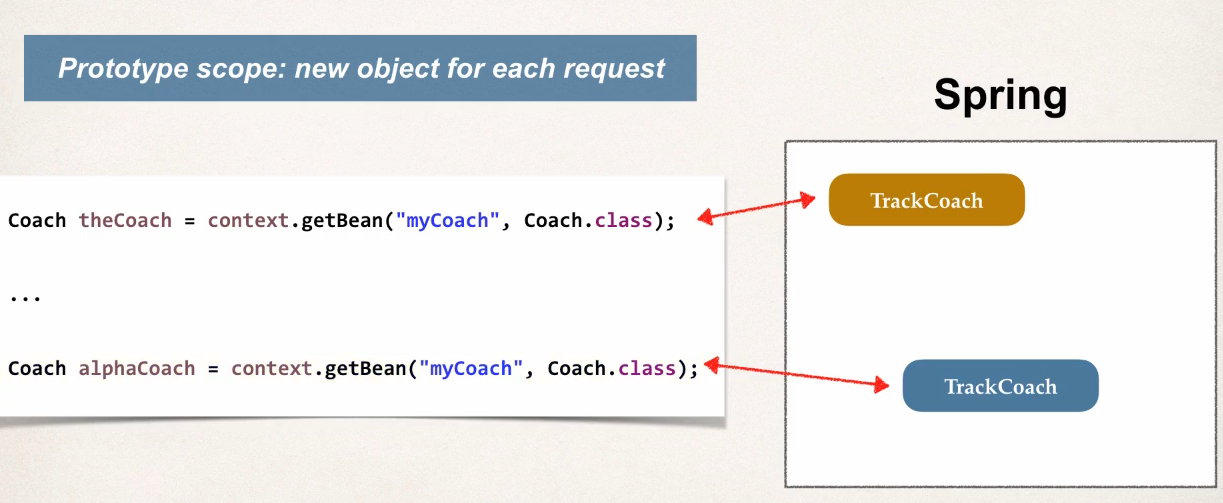 Prototype scope: new object for each request
Spring
Coach theCoach = context.getBean("myCoach", Coach.class);
TrackCoach
...
Coach alphaCoach = context.getBean("myCoach", Coach.class);
TrackCoach